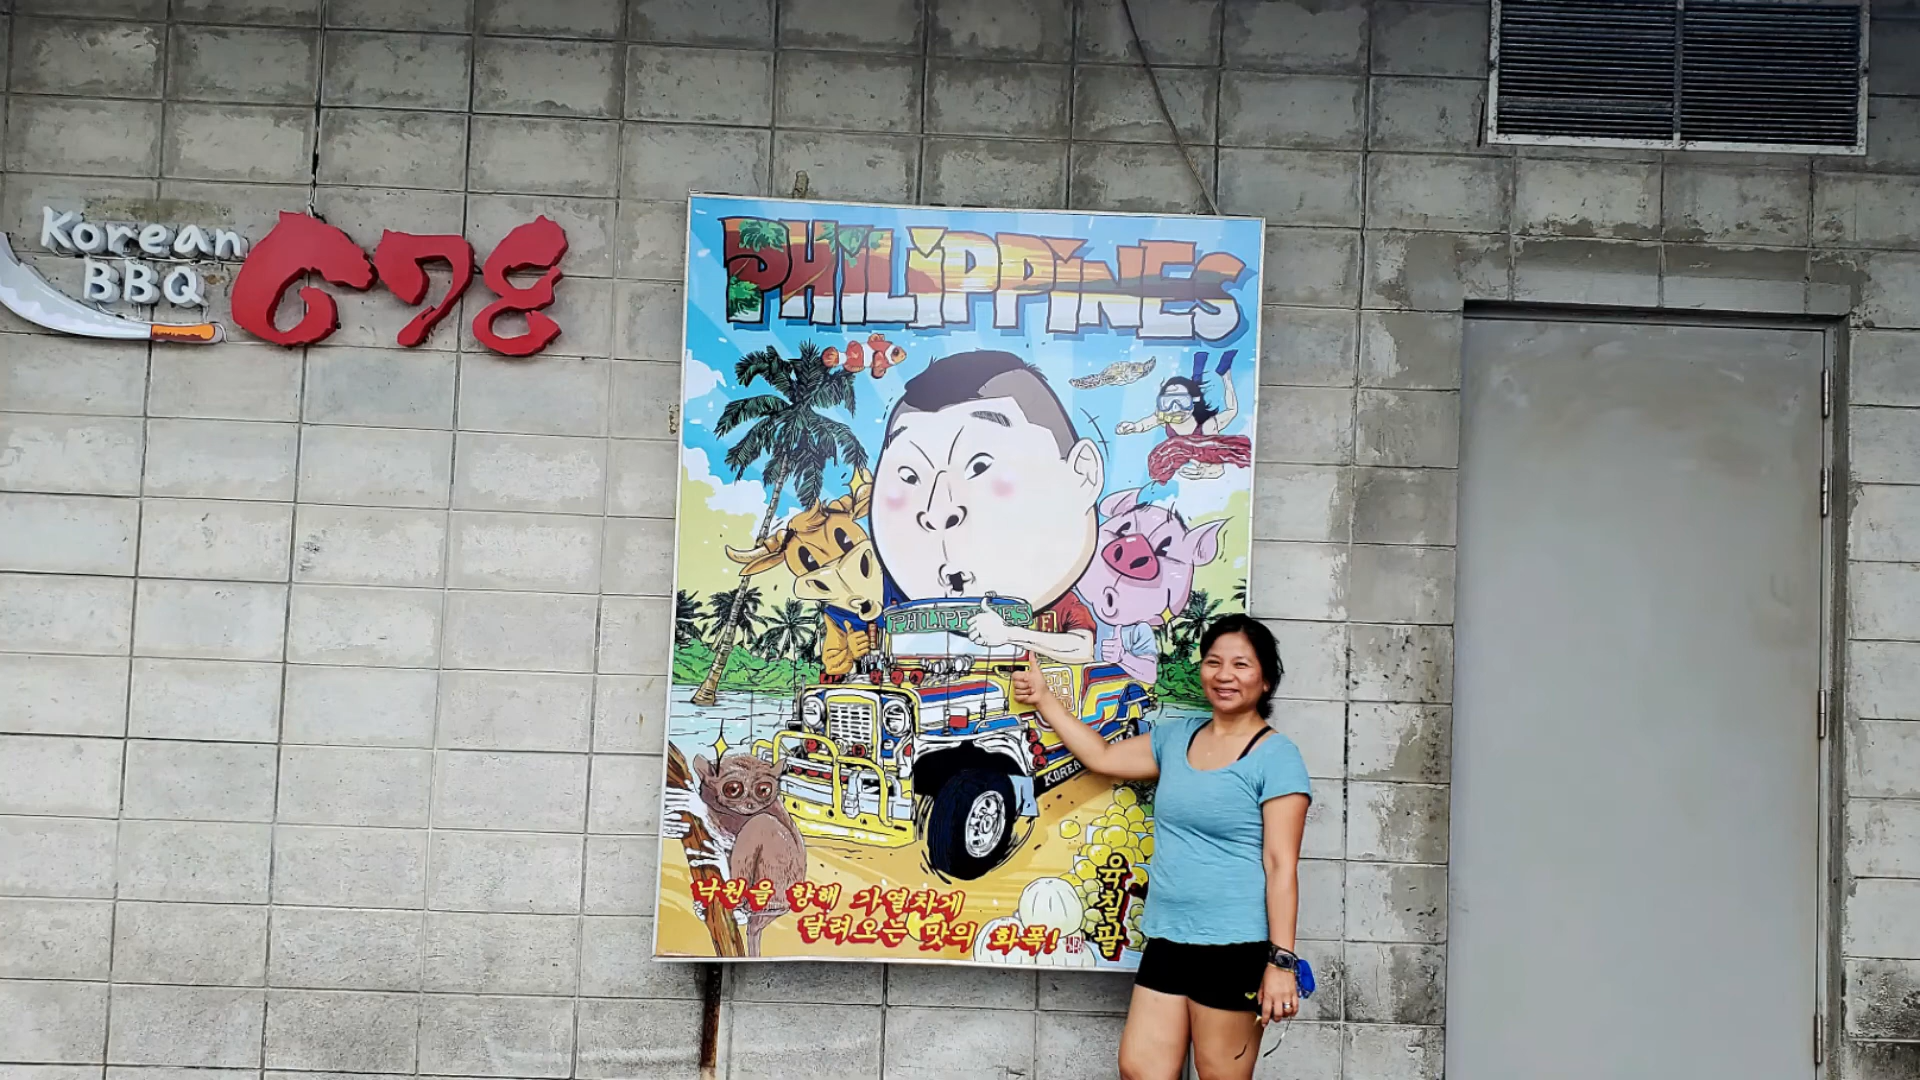 Korean
BBQ
678
PHILIPPINES
PHILIPPINES
KOREA
육칠팔
낙원을 향해 가열차게
달려오는 맛의 화폭!